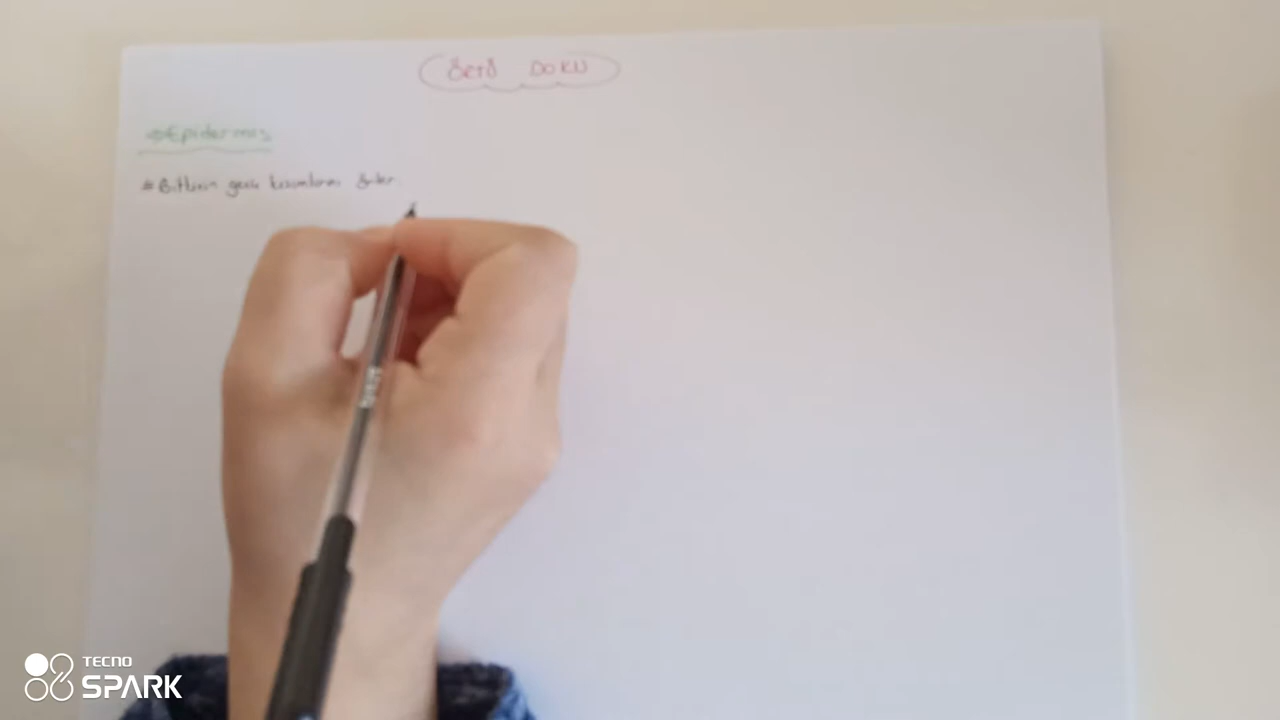 ÖRTÜ DOKU
⇒Epidermis
# Bitkinin genç kısımlarını örter.
TECNO
SPARK